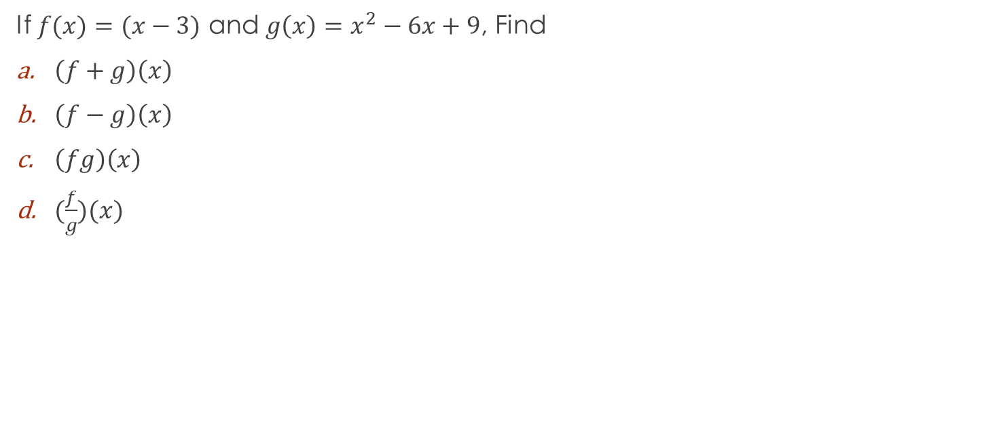 If f(x) = (x − 3) and g(x) = x² − 6x + 9, Find
a. (f + g)(x)
b. (f − g)(x)
c. (fg)(x)
d. (f/g)(x)